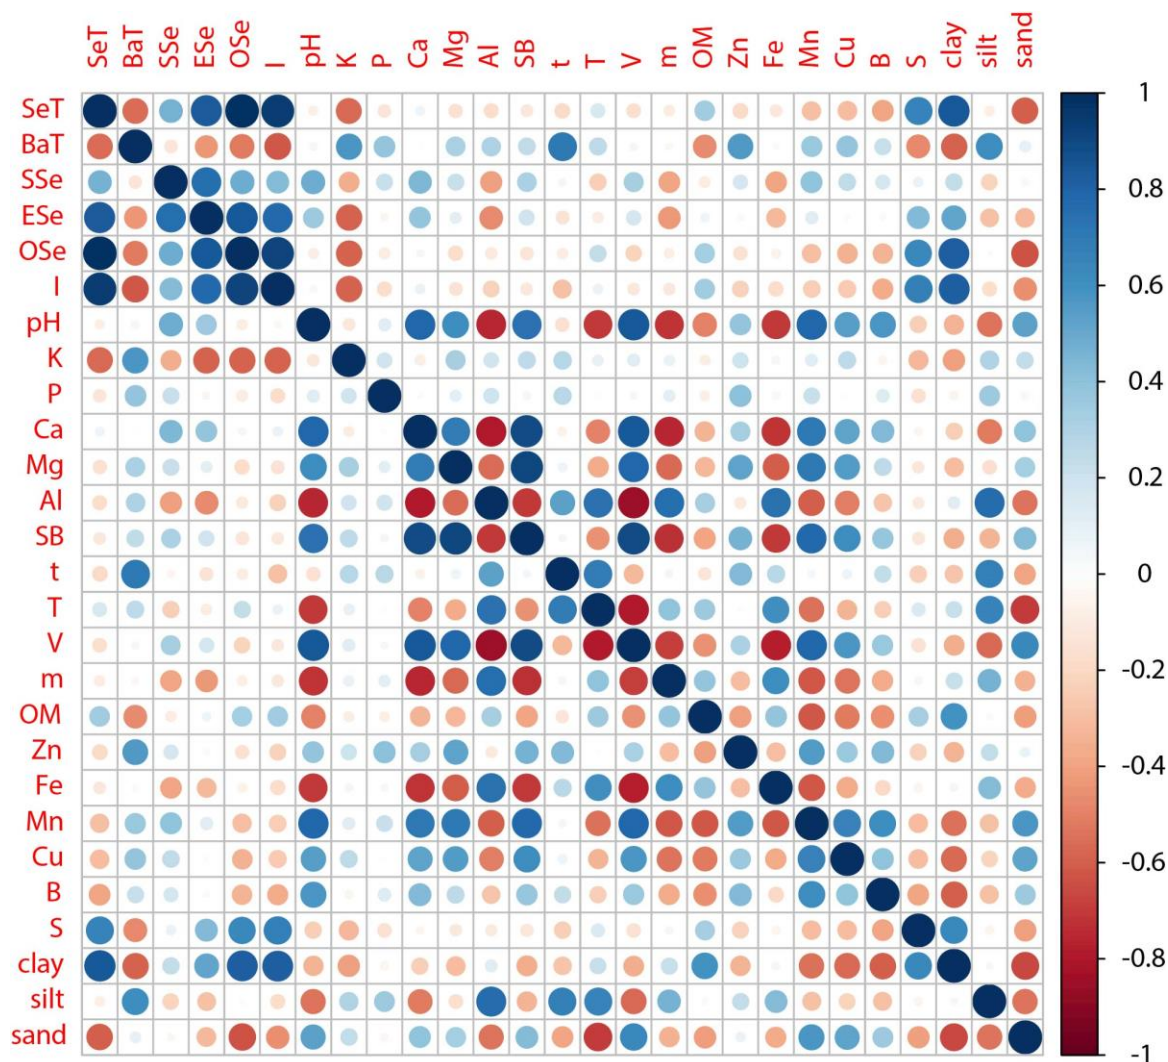 SeT BaT SSe ESe OSe I pH K P Ca Mg Al SB t T V m OM Zn Fe Mn Cu B S clay silt sand
SeT
BaT
SSe
ESe
OSe
I
pH
K
P
Ca
Mg
Al
SB
t
T
V
m
OM
Zn
Fe
Mn
Cu
B
S
clay
silt
sand
1
0.8
0.6
0.4
0.2
0
-0.2
-0.4
-0.6
-0.8
-1